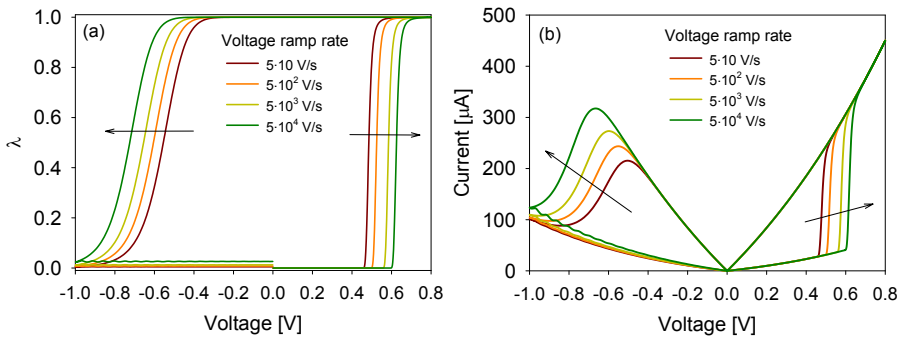 (a)
Voltage ramp rate
5·10 V/s
5·10² V/s
5·10³ V/s
5·10⁴ V/s
λ
1.0
0.8
0.6
0.4
0.2
0.0
-1.0 -0.8 -0.6 -0.4 -0.2 0.0 0.2 0.4 0.6 0.8
Voltage [V]
(b)
Voltage ramp rate
5·10 V/s
5·10² V/s
5·10³ V/s
5·10⁴ V/s
Current [µA]
500
400
300
200
100
0
-1.0 -0.8 -0.6 -0.4 -0.2 0.0 0.2 0.4 0.6 0.8
Voltage [V]